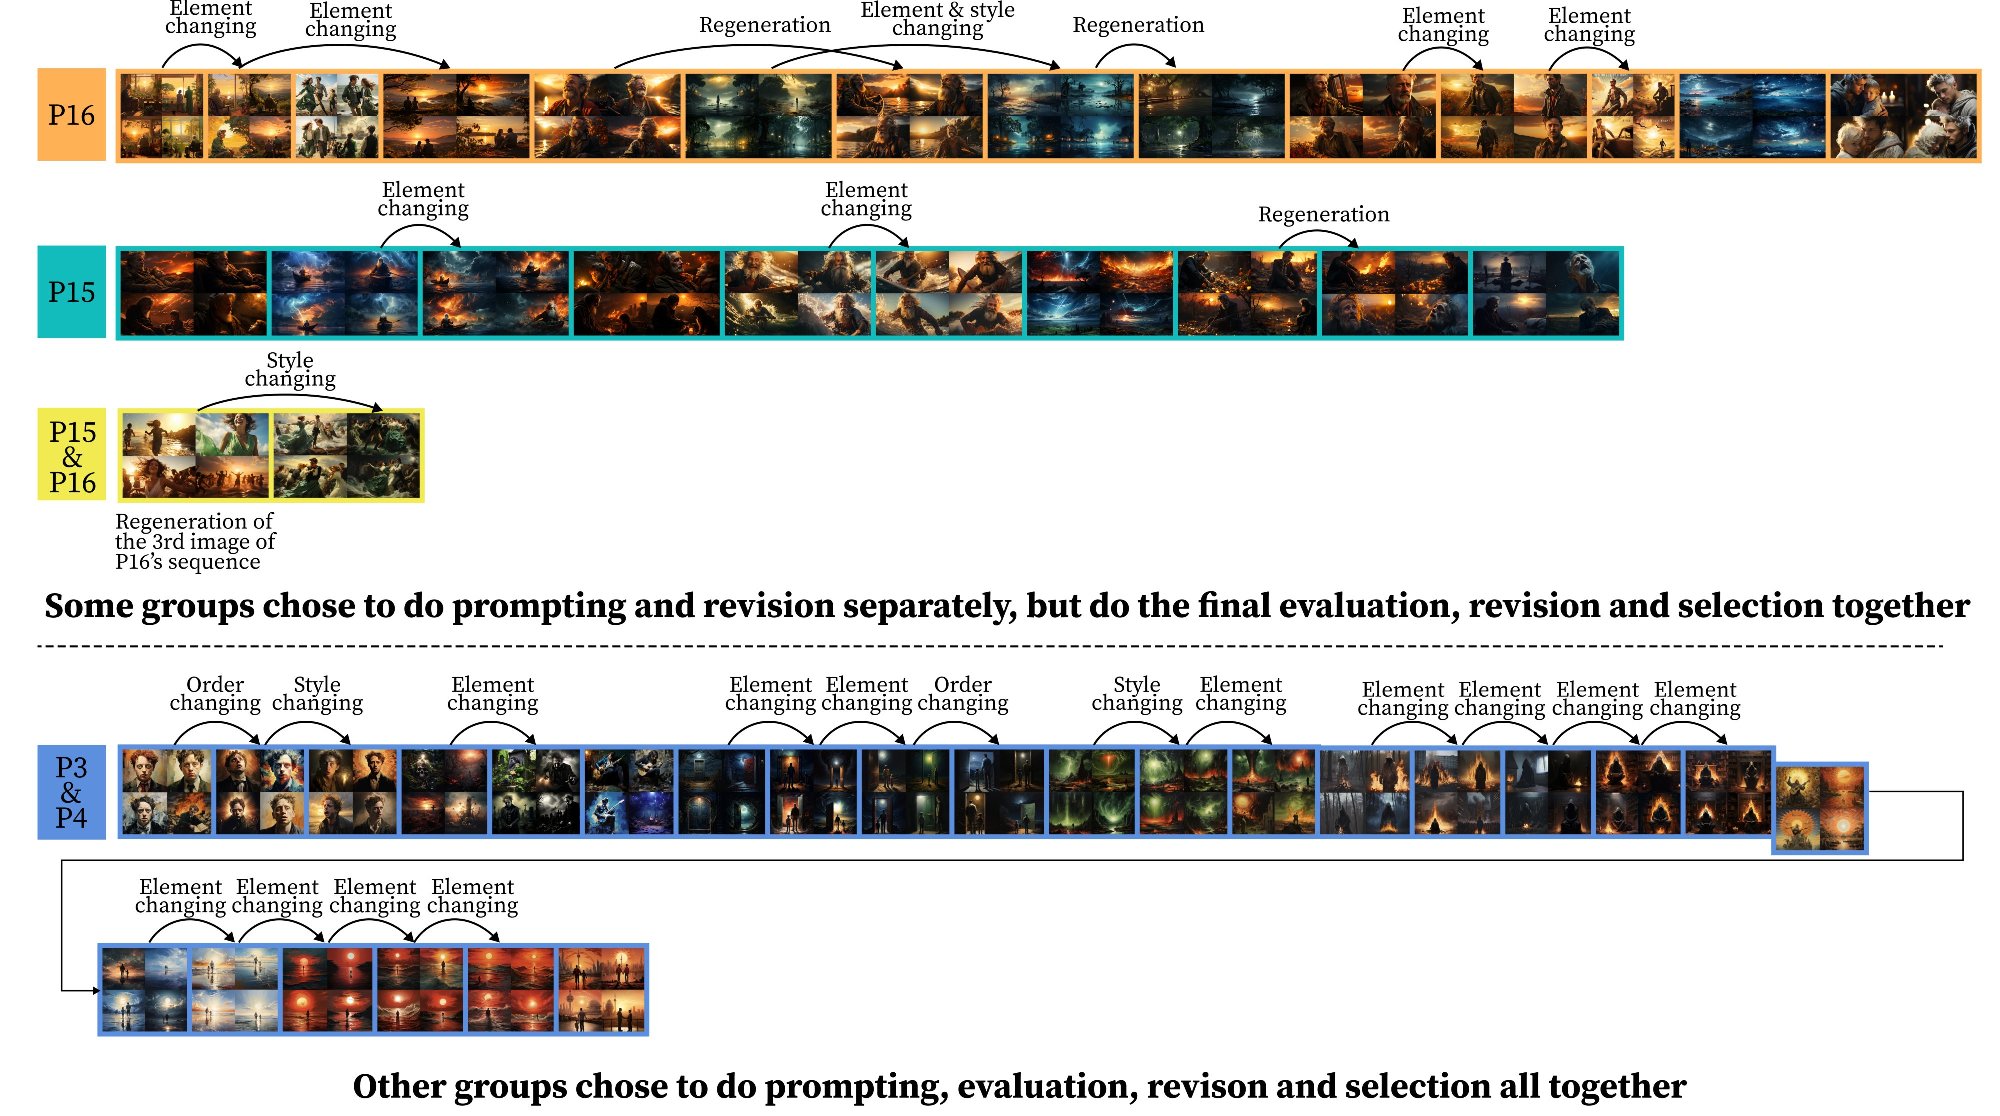 Element
changing
Element
changing
Regeneration
Element & style
changing
Regeneration
Element
changing
Element
changing
P16
Element
changing
Element
changing
Regeneration
P15
Style
changing
P15
&
P16
Regeneration of
the 3rd image of
P16's sequence
Some groups chose to do prompting and revision separately, but do the final evaluation, revision and selection together
Order
changing
Style
changing
Element
changing
Element
changing
Element
changing
Order
changing
Style
changing
Element
changing
Element
changing
Element
changing
Element
changing
Element
changing
P3
&
P4
Element
changing
Element
changing
Element
changing
Element
changing
Other groups chose to do prompting, evaluation, revison and selection all together